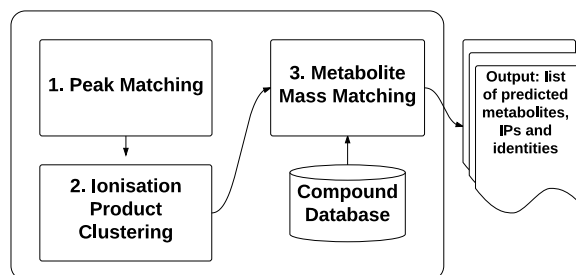 1. Peak Matching
2. Ionisation
Product
Clustering
3. Metabolite
Mass Matching
Compound
Database
Output: list
of predicted
metabolites,
IPs and
identities